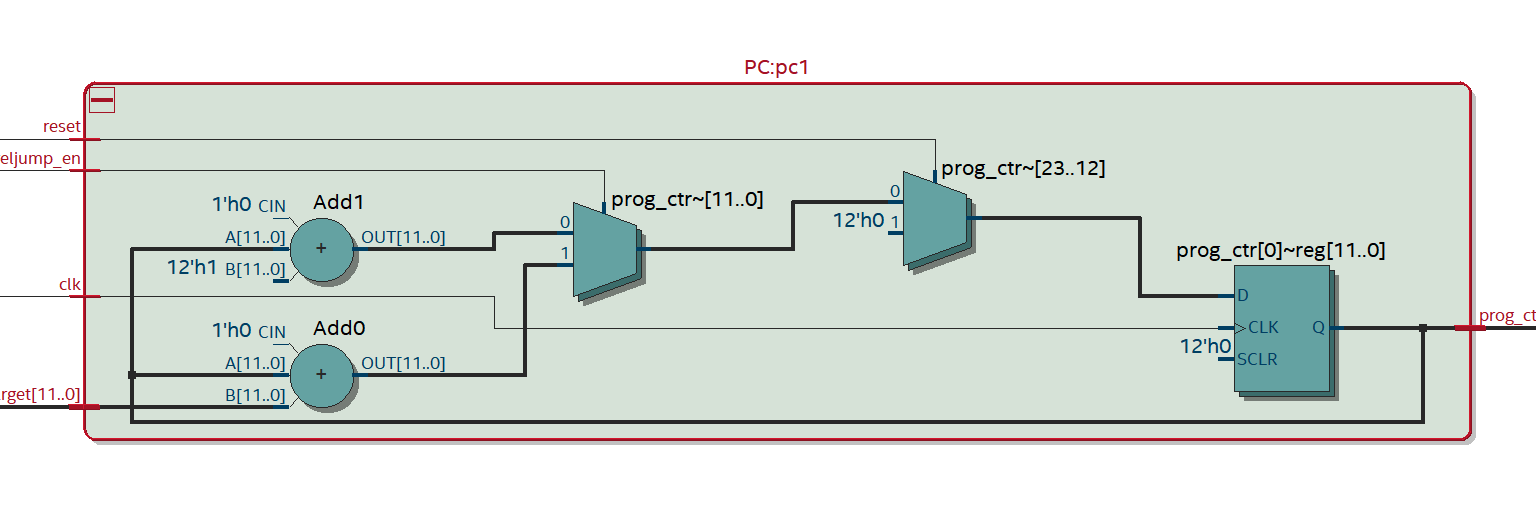 PC:pc1
reset
eljump_en
prog_ctr~[23..12]
0
12'h0 1
prog_ctr~[11..0]
0
1
1'h0 CIN Add1
A[11..0] + OUT[11..0]
12'h1 B[11..0]
prog_ctr[0]~reg[11..0]
D
clk
CLK Q
12'h0 SCLR
prog_ct
1'h0 CIN Add0
A[11..0] + OUT[11..0]
B[11..0]
rget[11..0]